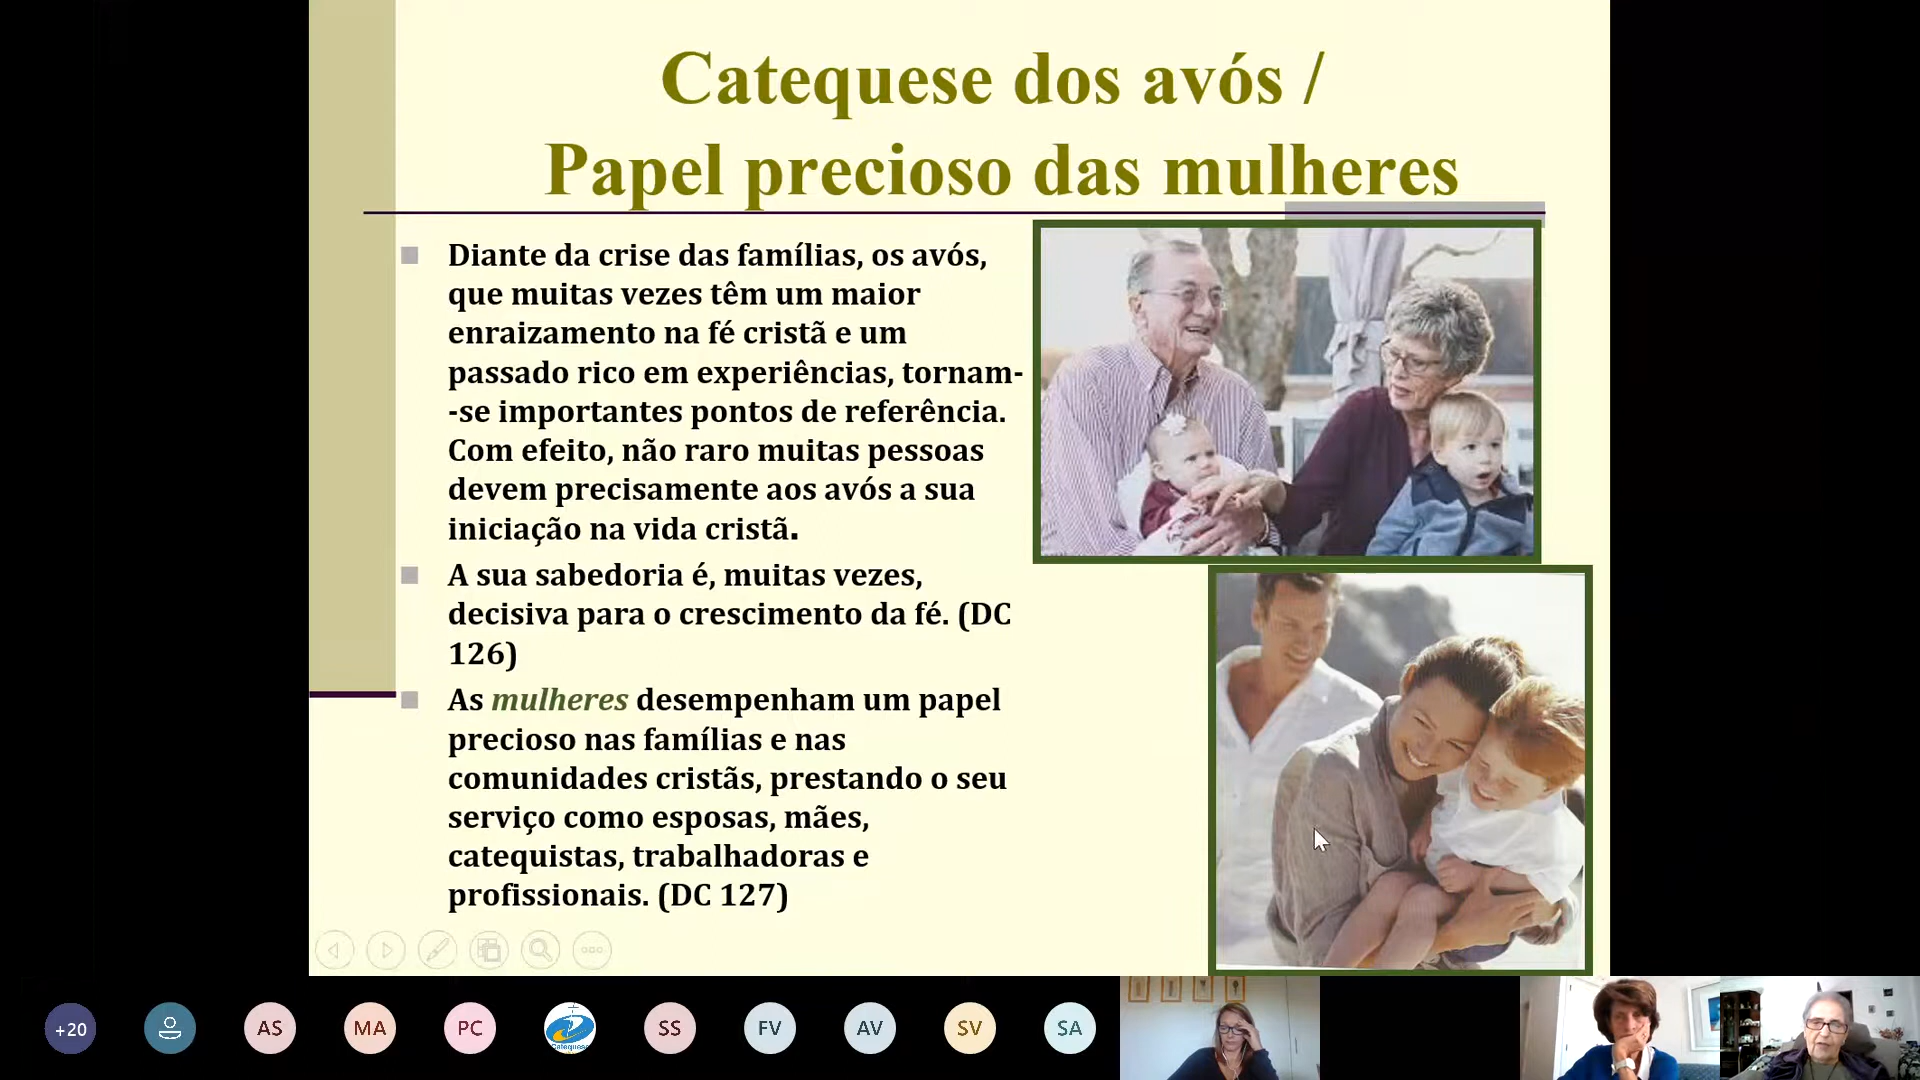 Catequese dos avós /
Papel precioso das mulheres
Diante da crise das famílias, os avós,
que muitas vezes têm um maior
enraizamento na fé cristã e um
passado rico em experiências, tornam-
-se importantes pontos de referência.
Com efeito, não raro muitas pessoas
devem precisamente aos avós a sua
iniciação na vida cristã.
A sua sabedoria é, muitas vezes,
decisiva para o crescimento da fé. (DC
126)
As mulheres desempenham um papel
precioso nas famílias e nas
comunidades cristãs, prestando o seu
serviço como esposas, mães,
catequistas, trabalhadoras e
profissionais. (DC 127)
+20
AS
MA
PC
Catequese
SS
FV
AV
SV
SA